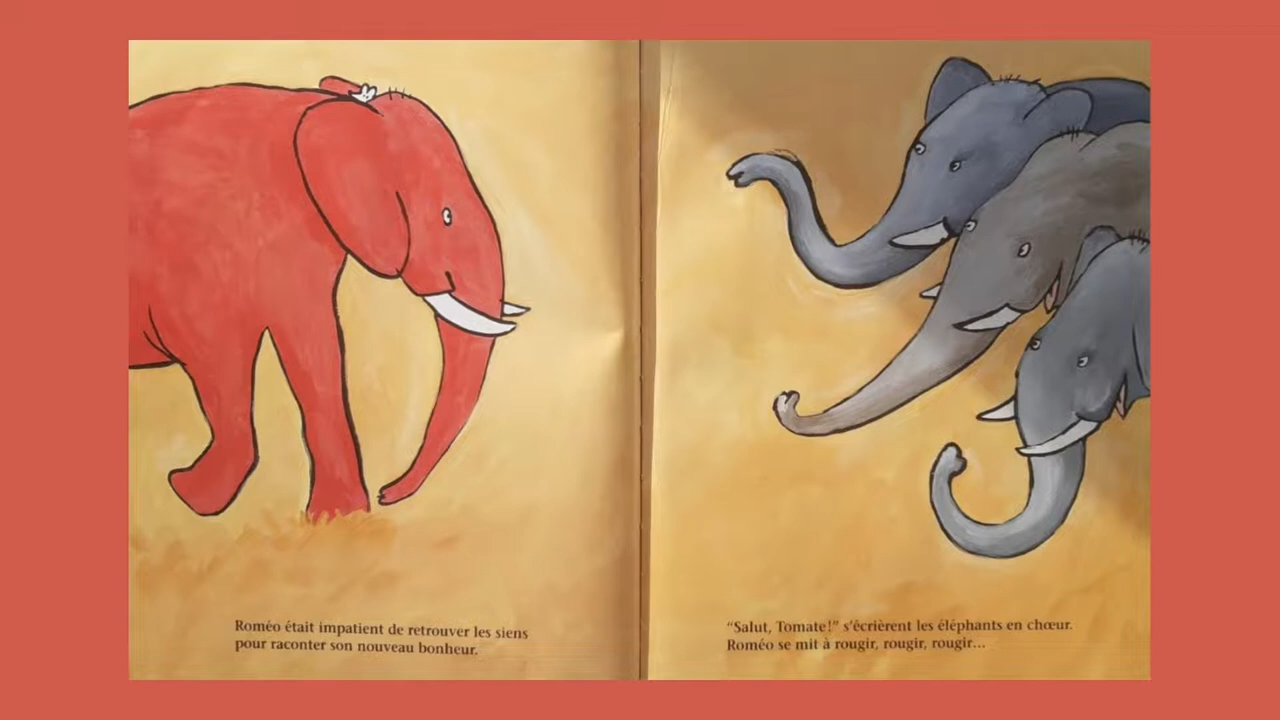 Roméo était impatient de retrouver les siens
pour raconter son nouveau bonheur.
“Salut, Tomate!” s'écrièrent les éléphants en chœur.
Roméo se mit à rougir, rougir, rougir...